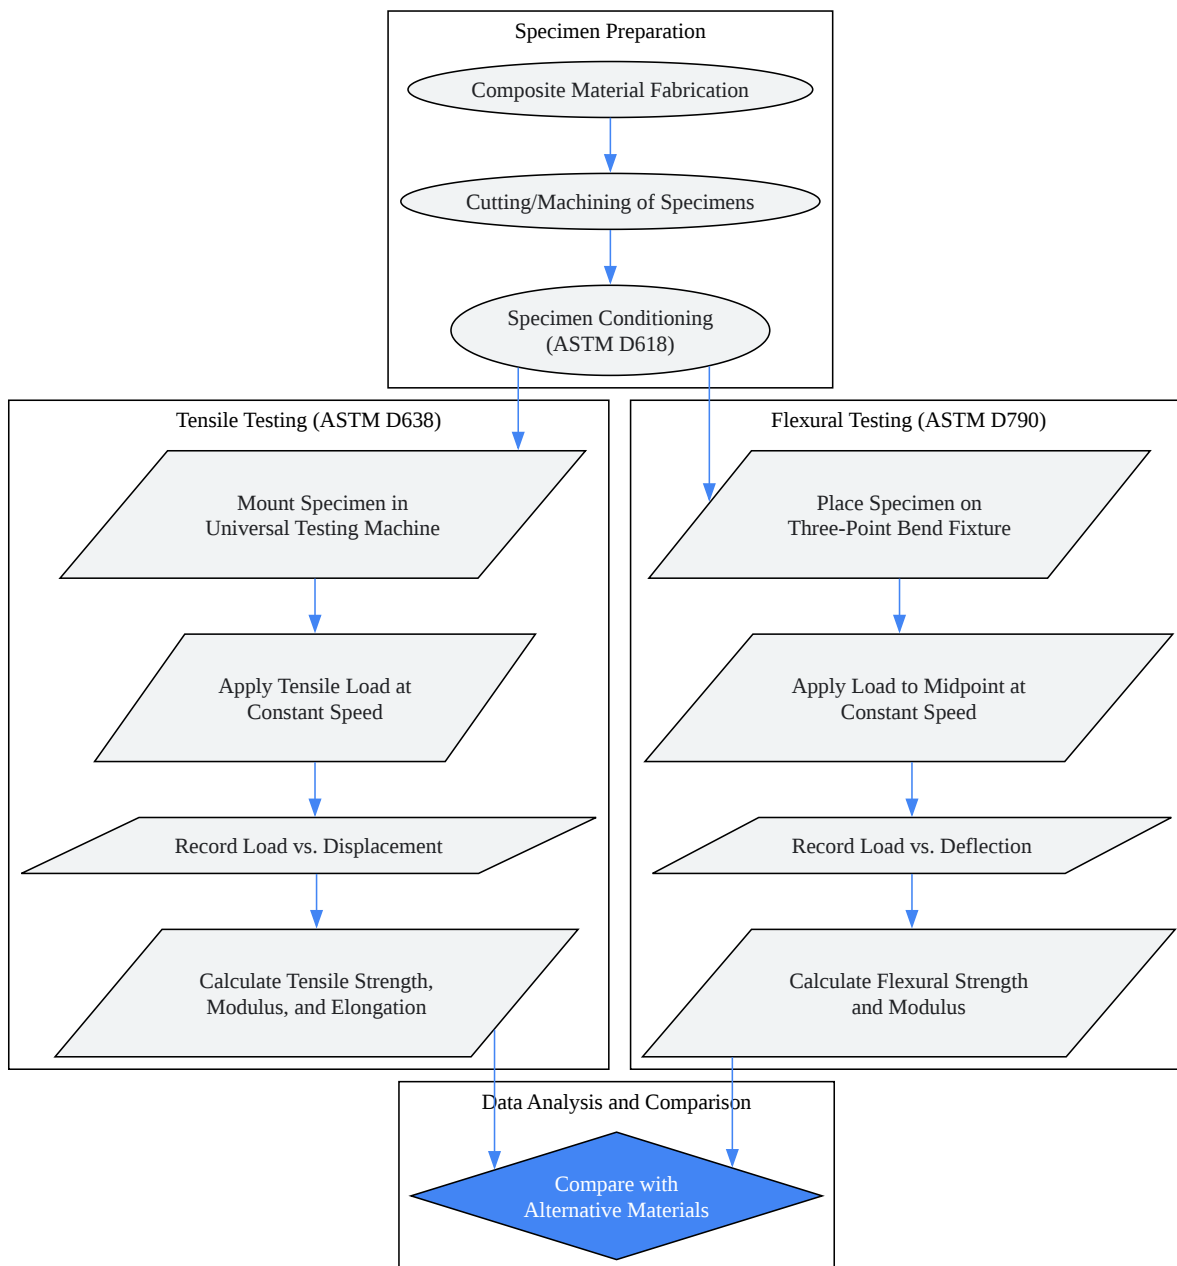 Specimen Preparation
Composite Material Fabrication
Cutting/Machining of Specimens
Specimen Conditioning
(ASTM D618)
Tensile Testing (ASTM D638)
Mount Specimen in
Universal Testing Machine
Apply Tensile Load at
Constant Speed
Record Load vs. Displacement
Calculate Tensile Strength,
Modulus, and Elongation
Flexural Testing (ASTM D790)
Place Specimen on
Three-Point Bend Fixture
Apply Load to Midpoint at
Constant Speed
Record Load vs. Deflection
Calculate Flexural Strength
and Modulus
Data Analysis and Comparison
Compare with
Alternative Materials